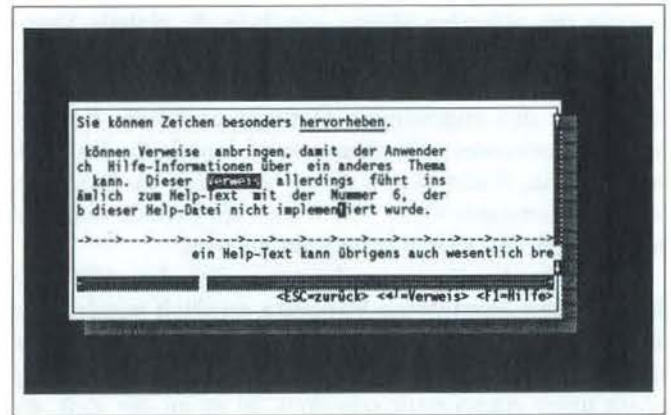 Sie können Zeichen besonders hervorheben.
können Verweise anbringen, damit der Anwender
ch Hilfe-Informationen über ein anderes Thema
kann. Dieser Verweis allerdings führt ins
ämlich zum Help-Text mit der Nummer 6, der
b dieser Help-Datei nicht implementiert wurde.
->--->--->--->--->--->--->--->--->--->--->--->
ein Help-Text kann übrigens auch wesentlich bre
<ESC=zurück> <↵=Verweis> <F1=Hilfe>